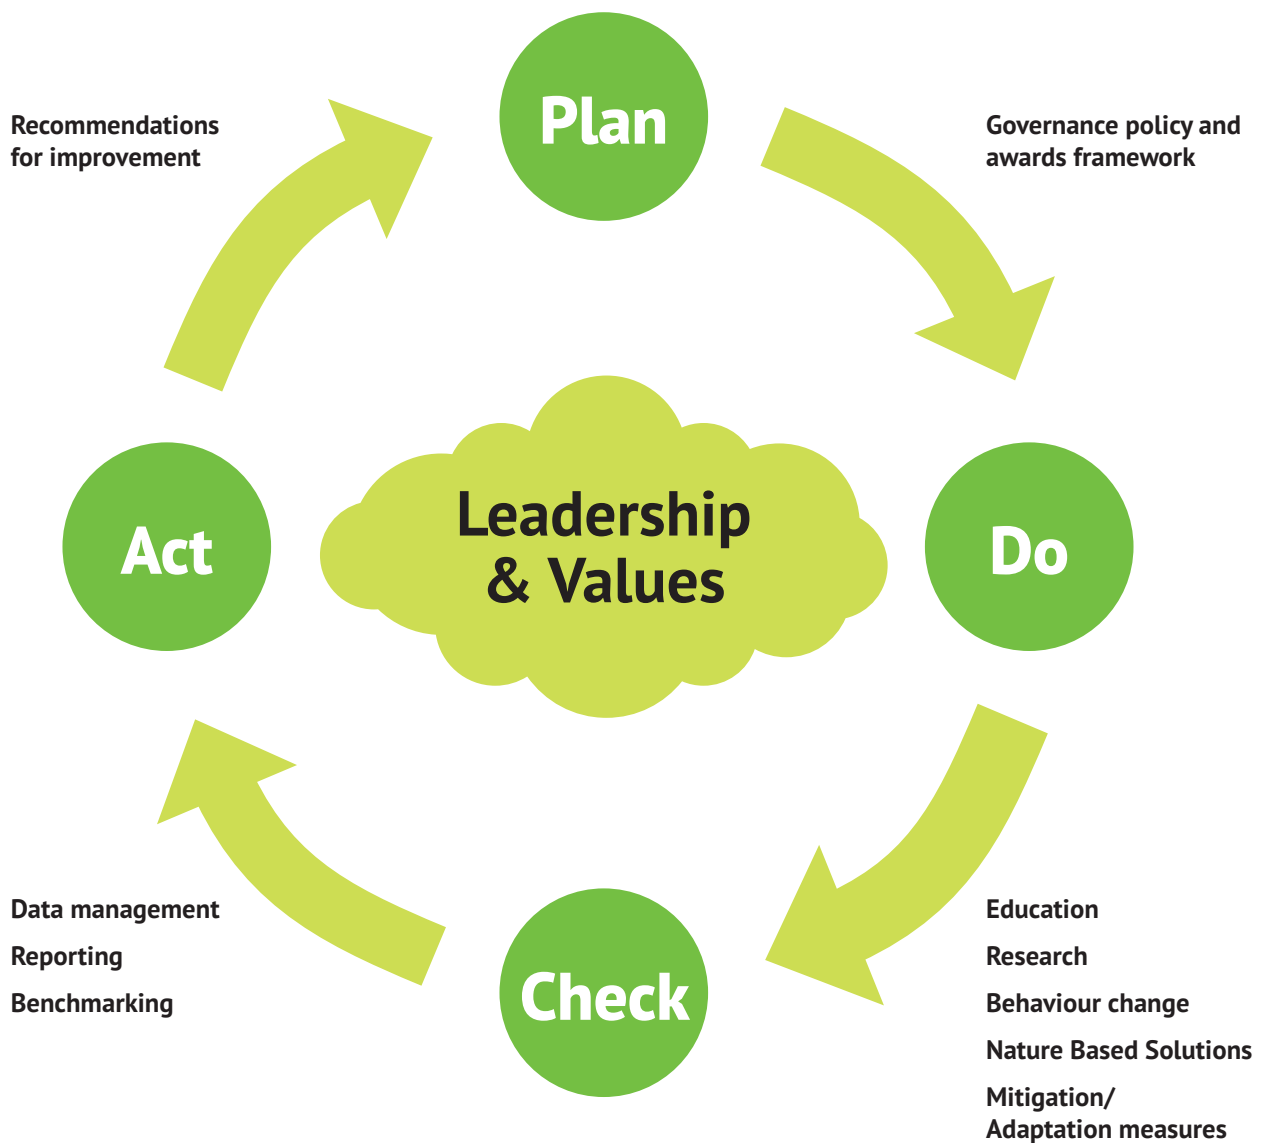 Plan
Recommendations
for improvement
Governance policy and
awards framework
Leadership
& Values
Act
Do
Data management
Reporting
Benchmarking
Check
Education
Research
Behaviour change
Nature Based Solutions
Mitigation/
Adaptation measures